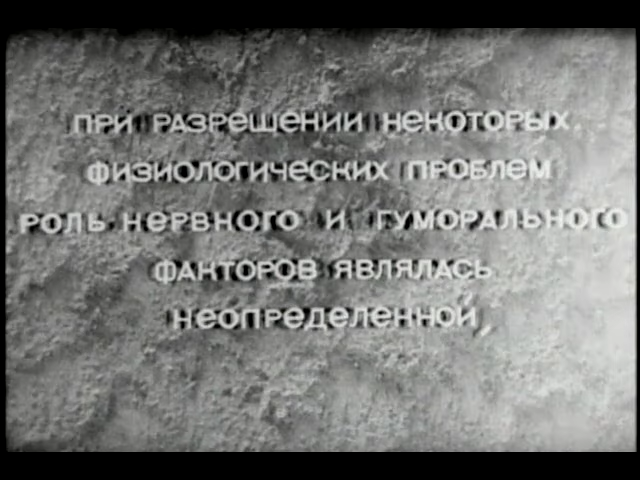 ПРИ РАЗРЕШЕНИИ НЕКОТОРЫХ
ФИЗИОЛОГИЧЕСКИХ ПРОБЛЕМ
РОЛЬ НЕРВНОГО И ГУМОРАЛЬНОГО
ФАКТОРОВ ЯВЛЯЛАСЬ
НЕОПРЕДЕЛЕННОЙ,